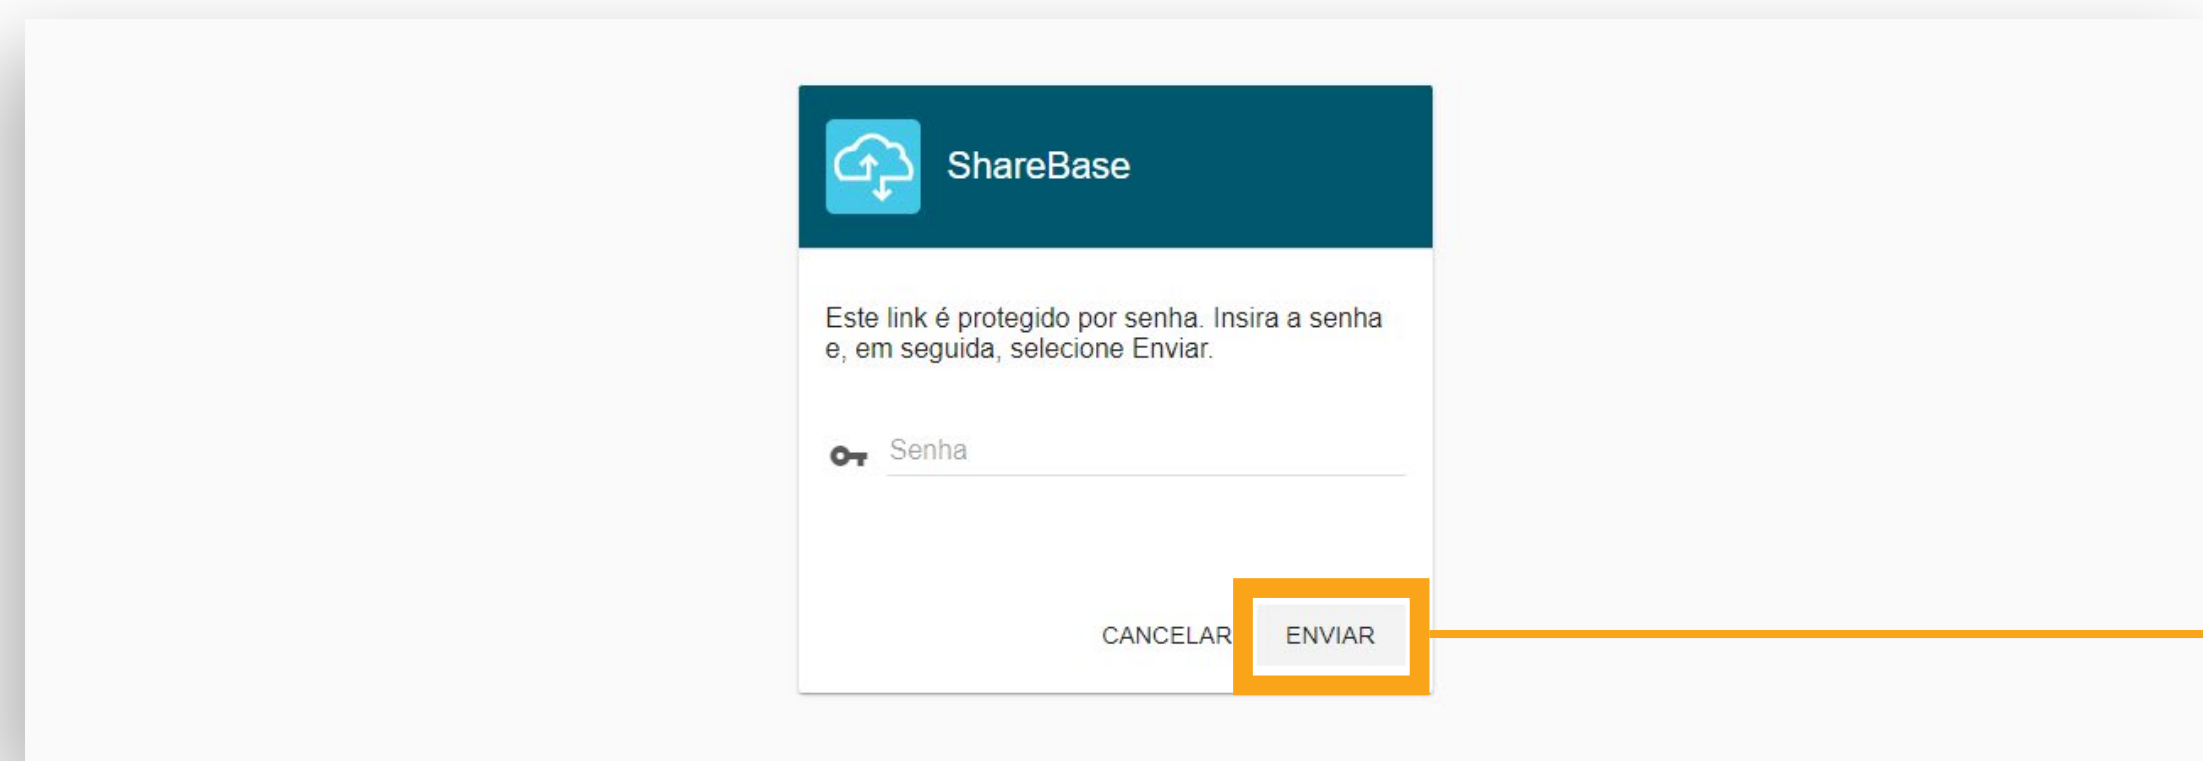 ShareBase
Este link é protegido por senha. Insira a senha
e, em seguida, selecione Enviar.
Senha
CANCELAR ENVIAR